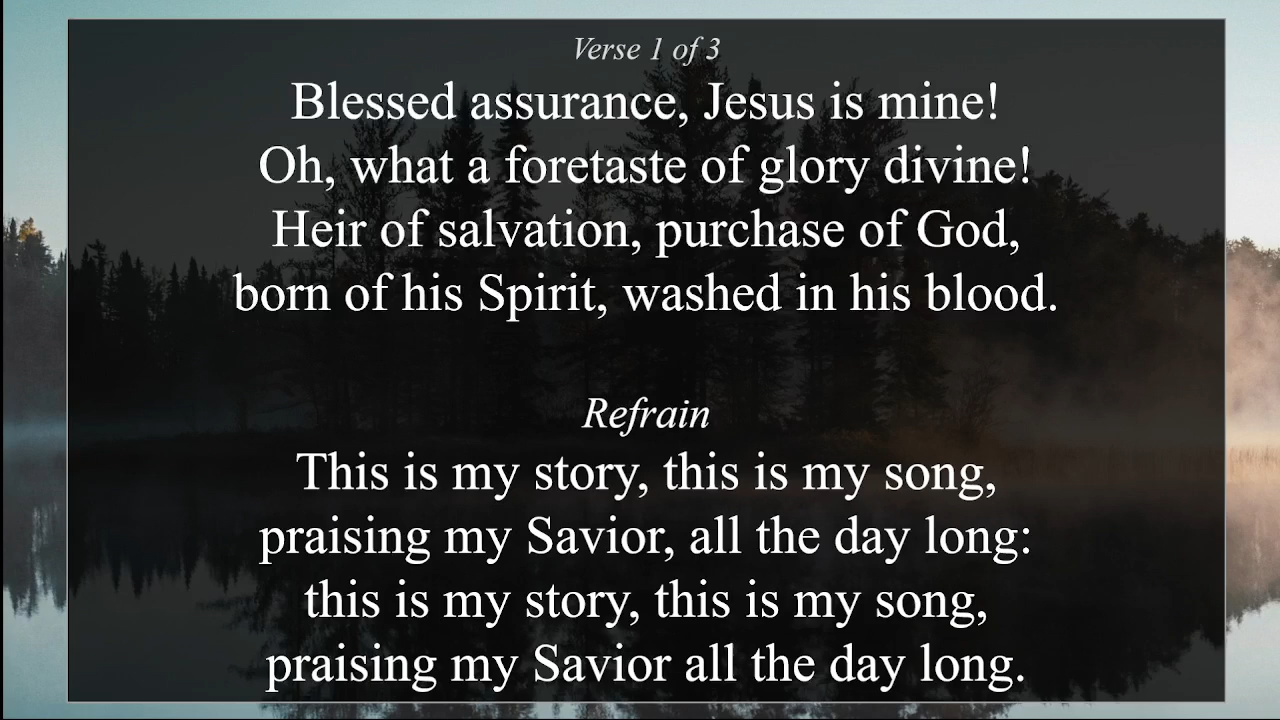 Verse 1 of 3
Blessed assurance, Jesus is mine!
Oh, what a foretaste of glory divine!
Heir of salvation, purchase of God,
born of his Spirit, washed in his blood.
Refrain
This is my story, this is my song,
praising my Savior, all the day long:
this is my story, this is my song,
praising my Savior all the day long.